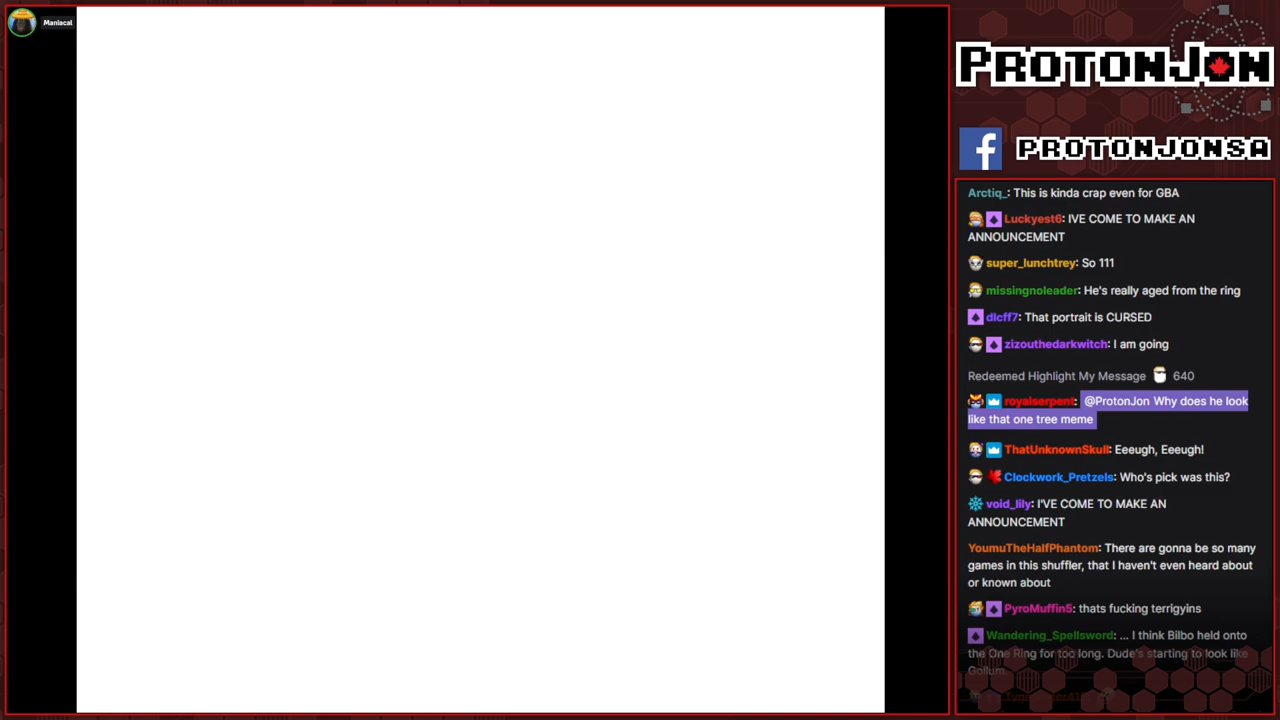 Maniacal
PROTONJON
PROTONJONSA
Arctiq_: This is kinda crap even for GBA
Luckyest6: IVE COME TO MAKE AN
ANNOUNCEMENT
super_lunchtrey: So 111
missingnoleader: He's really aged from the ring
dlcff7: That portrait is CURSED
zizouthedarkwitch: I am going
Redeemed Highlight My Message 640
royalserpent: @ProtonJon Why does he look
like that one tree meme
ThatUnknownSkull: Eeeugh, Eeeugh!
Clockwork_Pretzels: Who's pick was this?
void_lily: I'VE COME TO MAKE AN
ANNOUNCEMENT
YoumuTheHalfPhantom: There are gonna be so many
games in this shuffler, that I haven't even heard about
or known about
PyroMuffin5: thats fucking terrigyins
Wandering_Spellsword: ... I think Bilbo held onto
the One Ring for too long. Dude's starting to look like
Gollum.